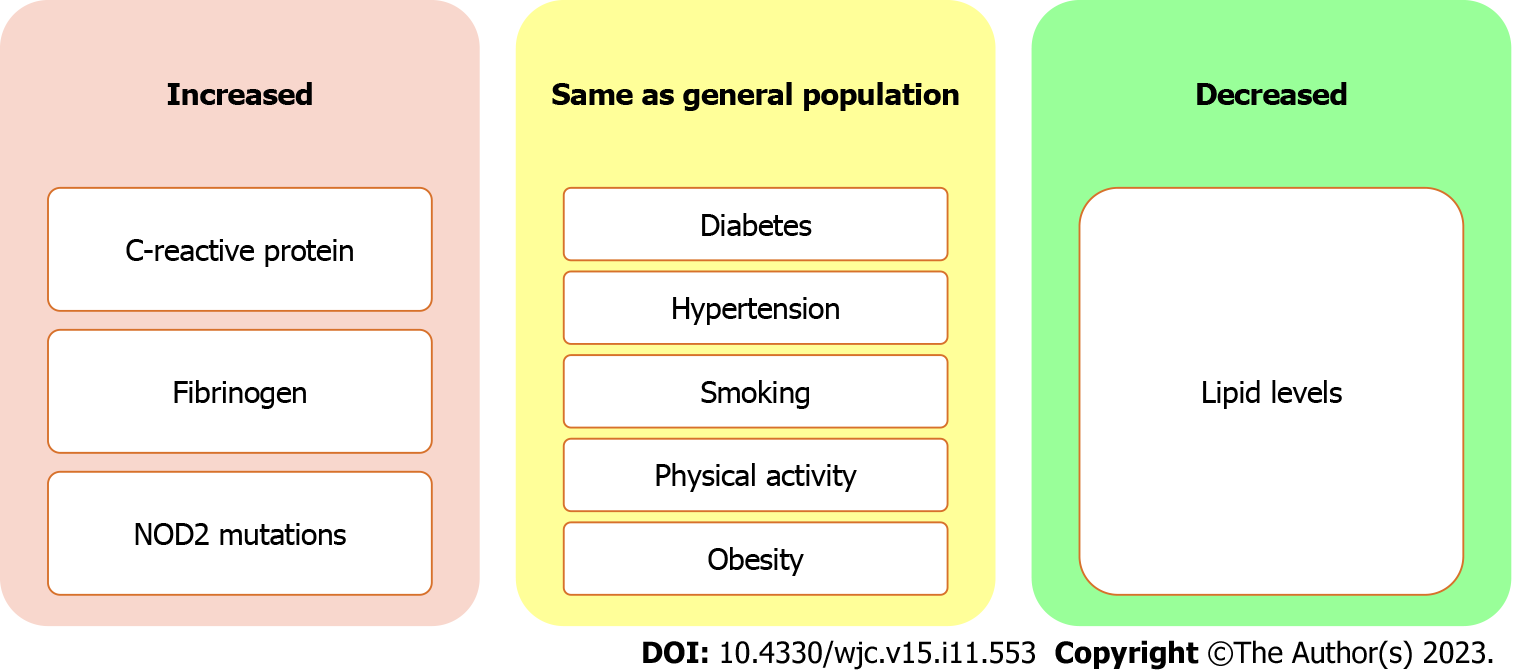 Increased
C-reactive protein
Fibrinogen
NOD2 mutations
Same as general population
Diabetes
Hypertension
Smoking
Physical activity
Obesity
Decreased
Lipid levels
DOI: 10.4330/wjc.v15.i11.553 Copyright ©The Author(s) 2023.